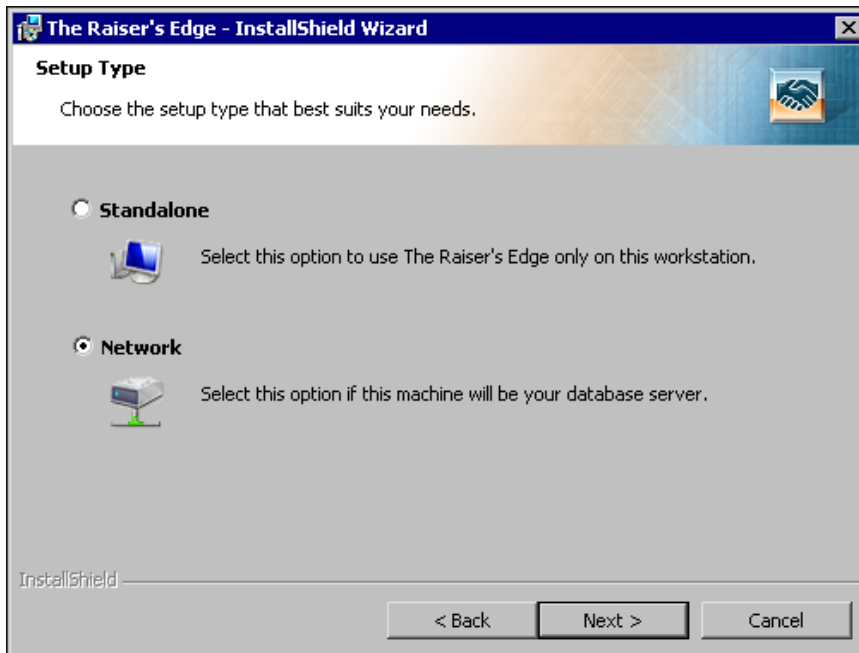 The Raiser's Edge - InstallShield Wizard
Setup Type
Choose the setup type that best suits your needs.
Standalone
Select this option to use The Raiser's Edge only on this workstation.
Network
Select this option if this machine will be your database server.
InstallShield
< Back Next > Cancel